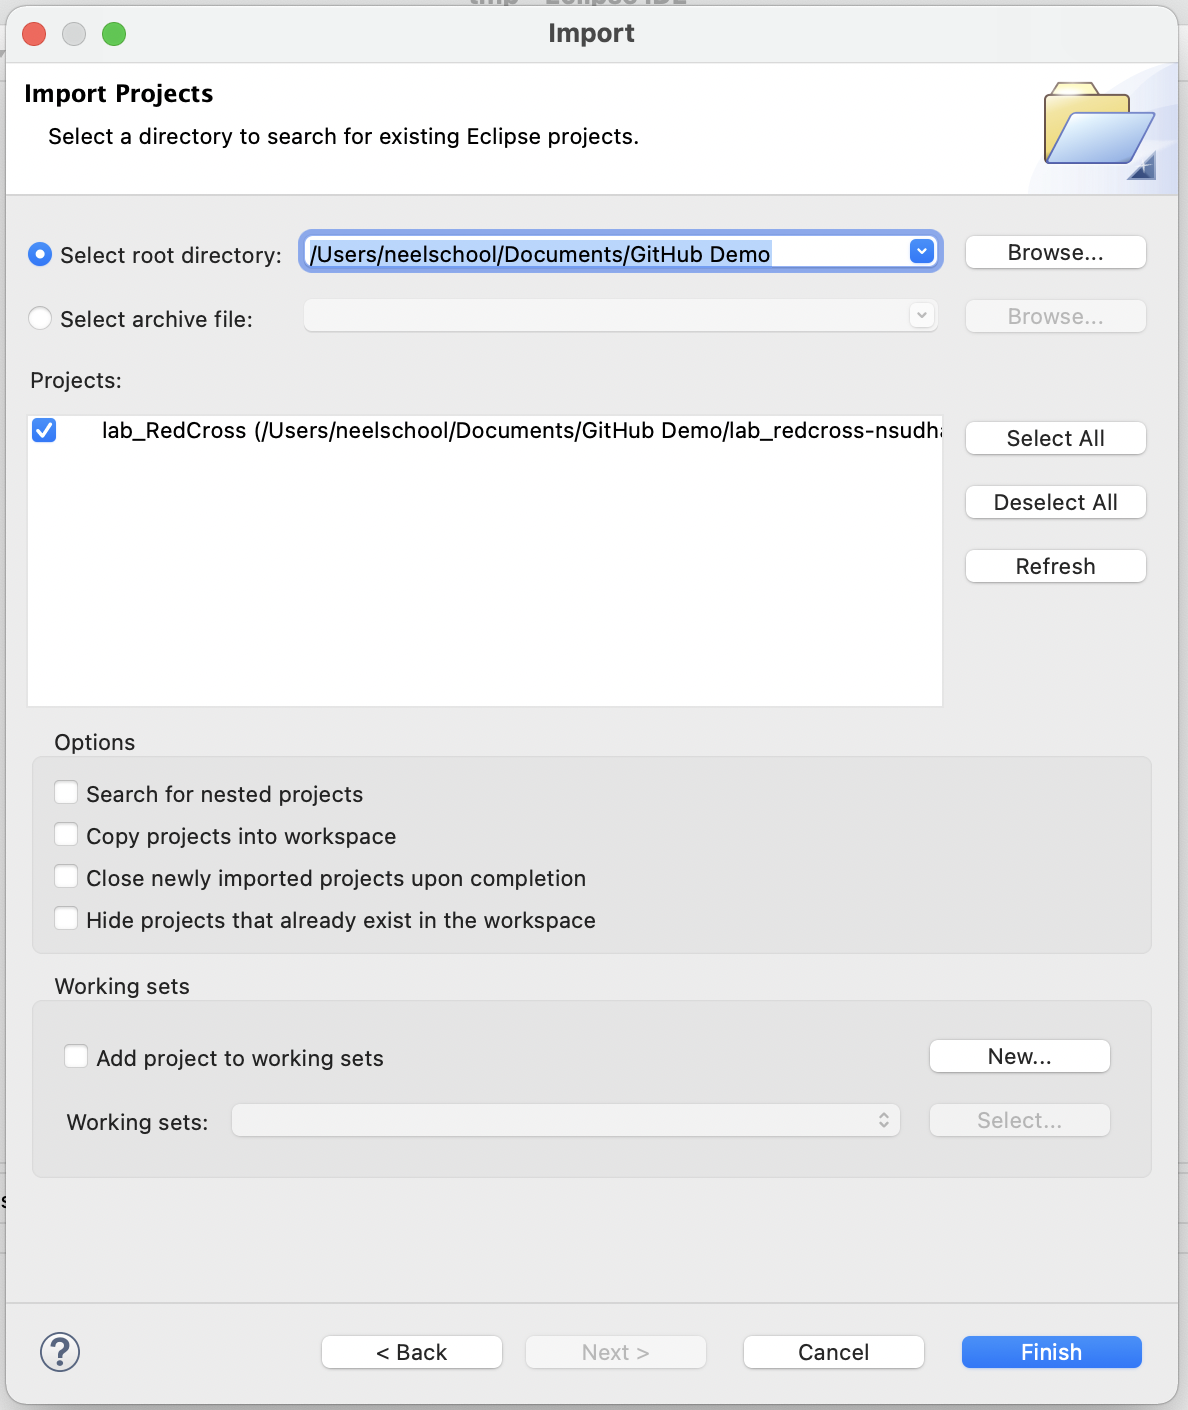 Import
Import Projects
Select a directory to search for existing Eclipse projects.
Select root directory: /Users/neelschool/Documents/GitHub Demo Browse...
Select archive file: Browse...
Projects:
lab_RedCross (/Users/neelschool/Documents/GitHub Demo/lab_redcross-nsudha
Select All
Deselect All
Refresh
Options
Search for nested projects
Copy projects into workspace
Close newly imported projects upon completion
Hide projects that already exist in the workspace
Working sets
Add project to working sets New...
Working sets: Select...
? < Back Next > Cancel Finish